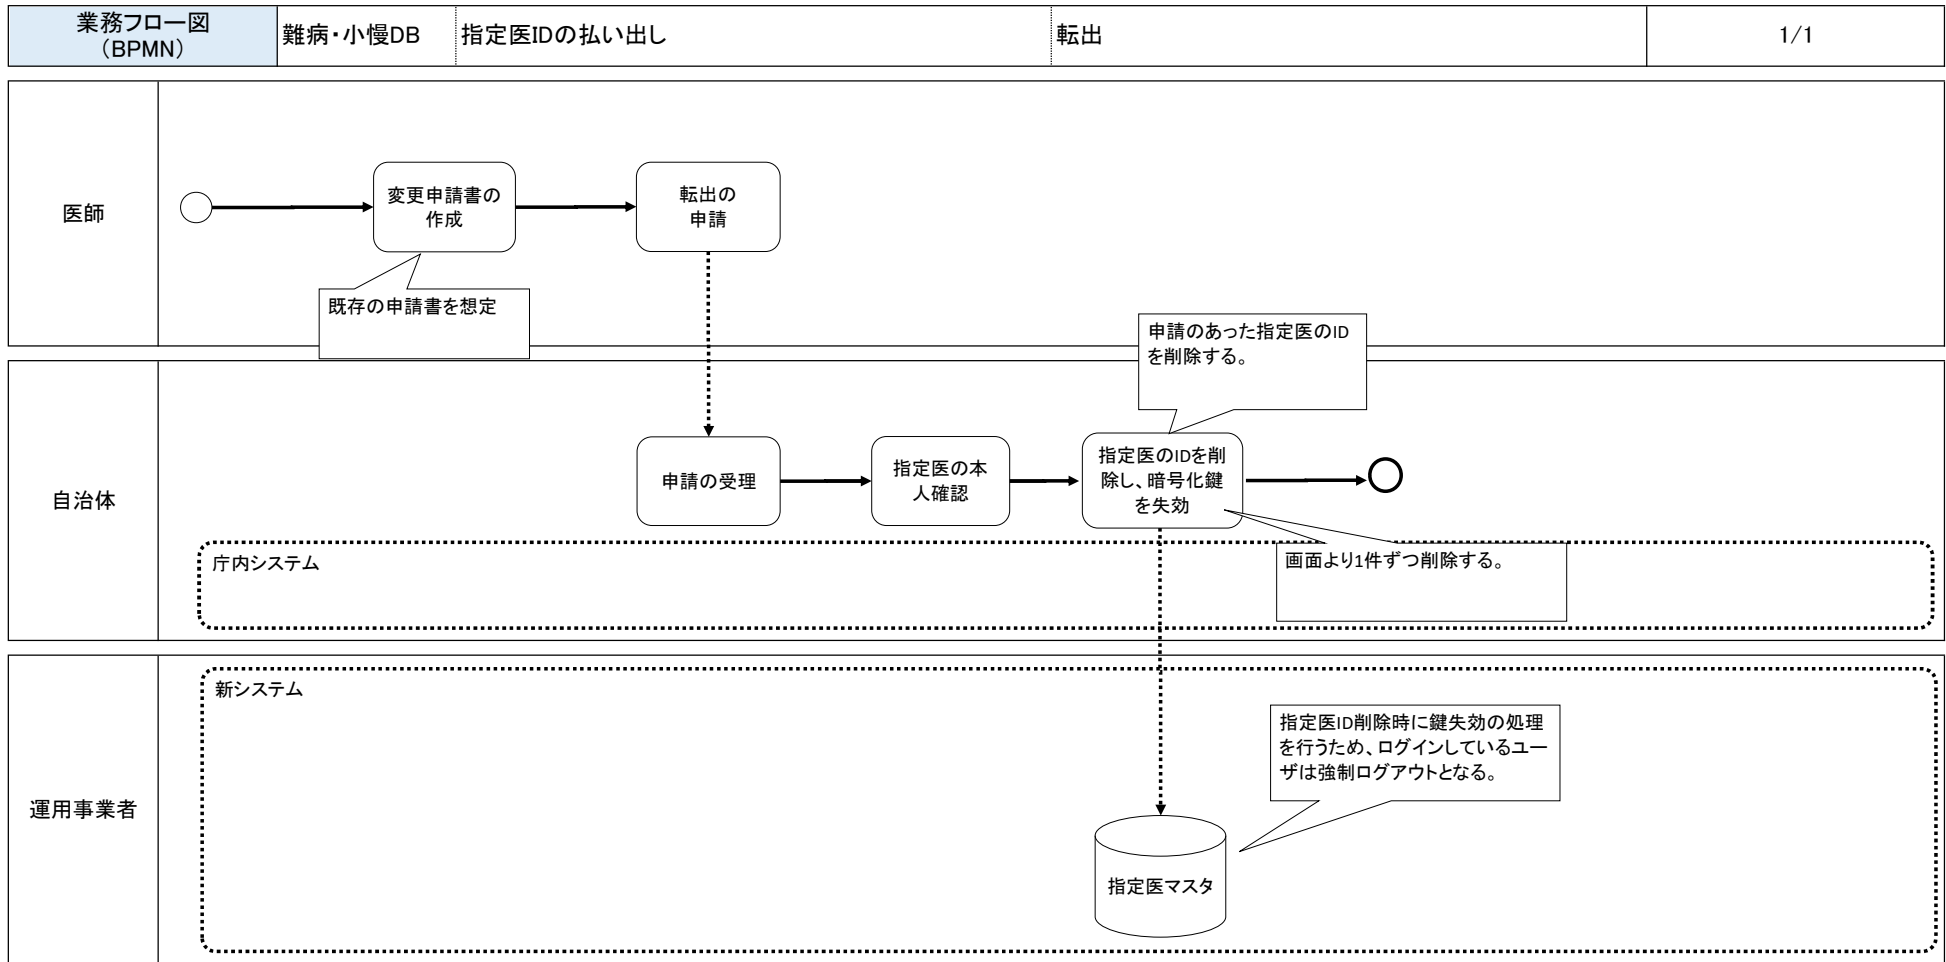 業務フロー図
（BPMN）
難病・小慢DB
指定医IDの払い出し
転出
1/1
医師
変更申請書の
作成
転出の
申請
既存の申請書を想定
申請のあった指定医のID
を削除する。
自治体
申請の受理
指定医の本
人確認
指定医のIDを削
除し、暗号化鍵
を失効
庁内システム
画面より1件ずつ削除する。
運用事業者
新システム
指定医ID削除時に鍵失効の処理
を行うため、ログインしているユー
ザは強制ログアウトとなる。
指定医マスタ